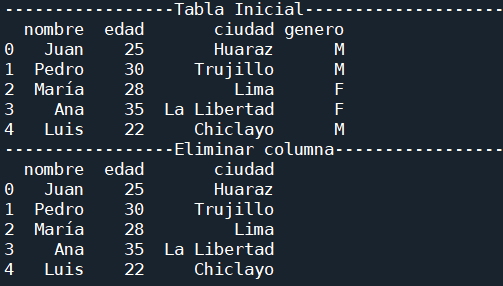 -----------------Tabla Inicial--------------------
  nombre  edad       ciudad genero
0   Juan    25       Huaraz      M
1  Pedro    30     Trujillo      M
2  María    28         Lima      F
3    Ana    35  La Libertad      F
4   Luis    22     Chiclayo      M
-----------------Eliminar columna-----------------
  nombre  edad       ciudad
0   Juan    25       Huaraz
1  Pedro    30     Trujillo
2  María    28         Lima
3    Ana    35  La Libertad
4   Luis    22     Chiclayo